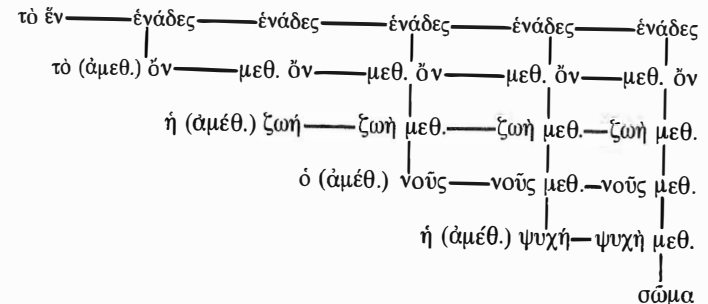 τὸ ἕν ἑνάδες ἑνάδες ἑνάδες ἑνάδες ἑνάδες
τὸ (ἀμεθ.) ὄν μεθ. ὄν μεθ. ὄν μεθ. ὄν μεθ. ὄν
ἡ (ἀμέθ.) ζωή ζωὴ μεθ. ζωὴ μεθ. ζωὴ μεθ.
ὁ (ἀμέθ.) νοῦς νοῦς μεθ. νοῦς μεθ.
ἡ (ἀμέθ.) ψυχή ψυχὴ μεθ.
σῶμα